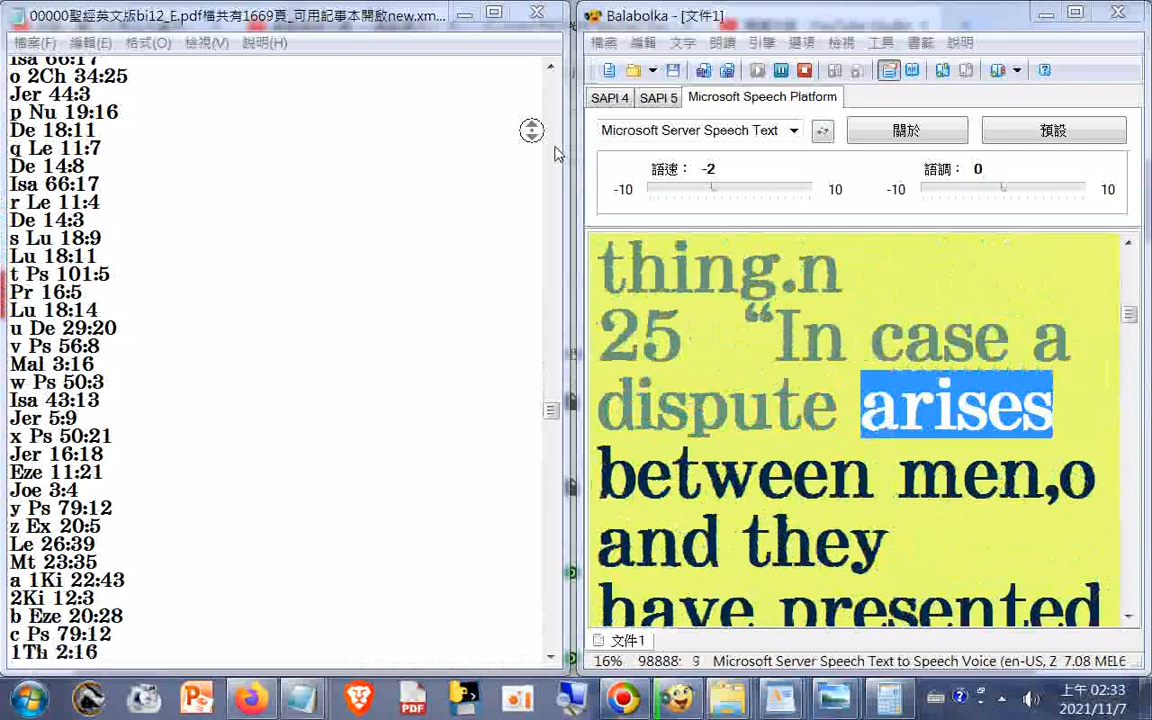 00000聖經英文版bi12_E.pdf檔共有1669頁_可用記事本開啟new.xm...
檔案(F) 編輯(E) 格式(O) 檢視(V) 說明(H)
Isa 66:17
o 2Ch 34:25
Jer 44:3
p Nu 19:16
De 18:11
q Le 11:7
De 14:8
Isa 66:17
r Le 11:4
De 14:3
s Lu 18:9
Lu 18:11
t Ps 101:5
Pr 16:5
Lu 18:14
u De 29:20
v Ps 56:8
Mal 3:16
w Ps 50:3
Isa 43:13
Jer 5:9
x Ps 50:21
Jer 16:18
Eze 11:21
Joe 3:4
y Ps 79:12
z Ex 20:5
Le 26:39
Mt 23:35
a 1Ki 22:43
2Ki 12:3
b Eze 20:28
c Ps 79:12
1Th 2:16
Balabolka - [文件1]
檔案 編輯 文字 朗讀 引擎 選項 檢視 工具 書籤 說明
SAPI 4 SAPI 5 Microsoft Speech Platform
Microsoft Server Speech Text 關於 預設
語速： -2 語調： 0
-10 10 -10 10
thing.n
25 “In case a
dispute arises
between men,o
and they
have presented
文件1
16% 98888 9 Microsoft Server Speech Text to Speech Voice (en-US, Z 7.08 MЕ
PDF
上午 02:33
2021/11/7